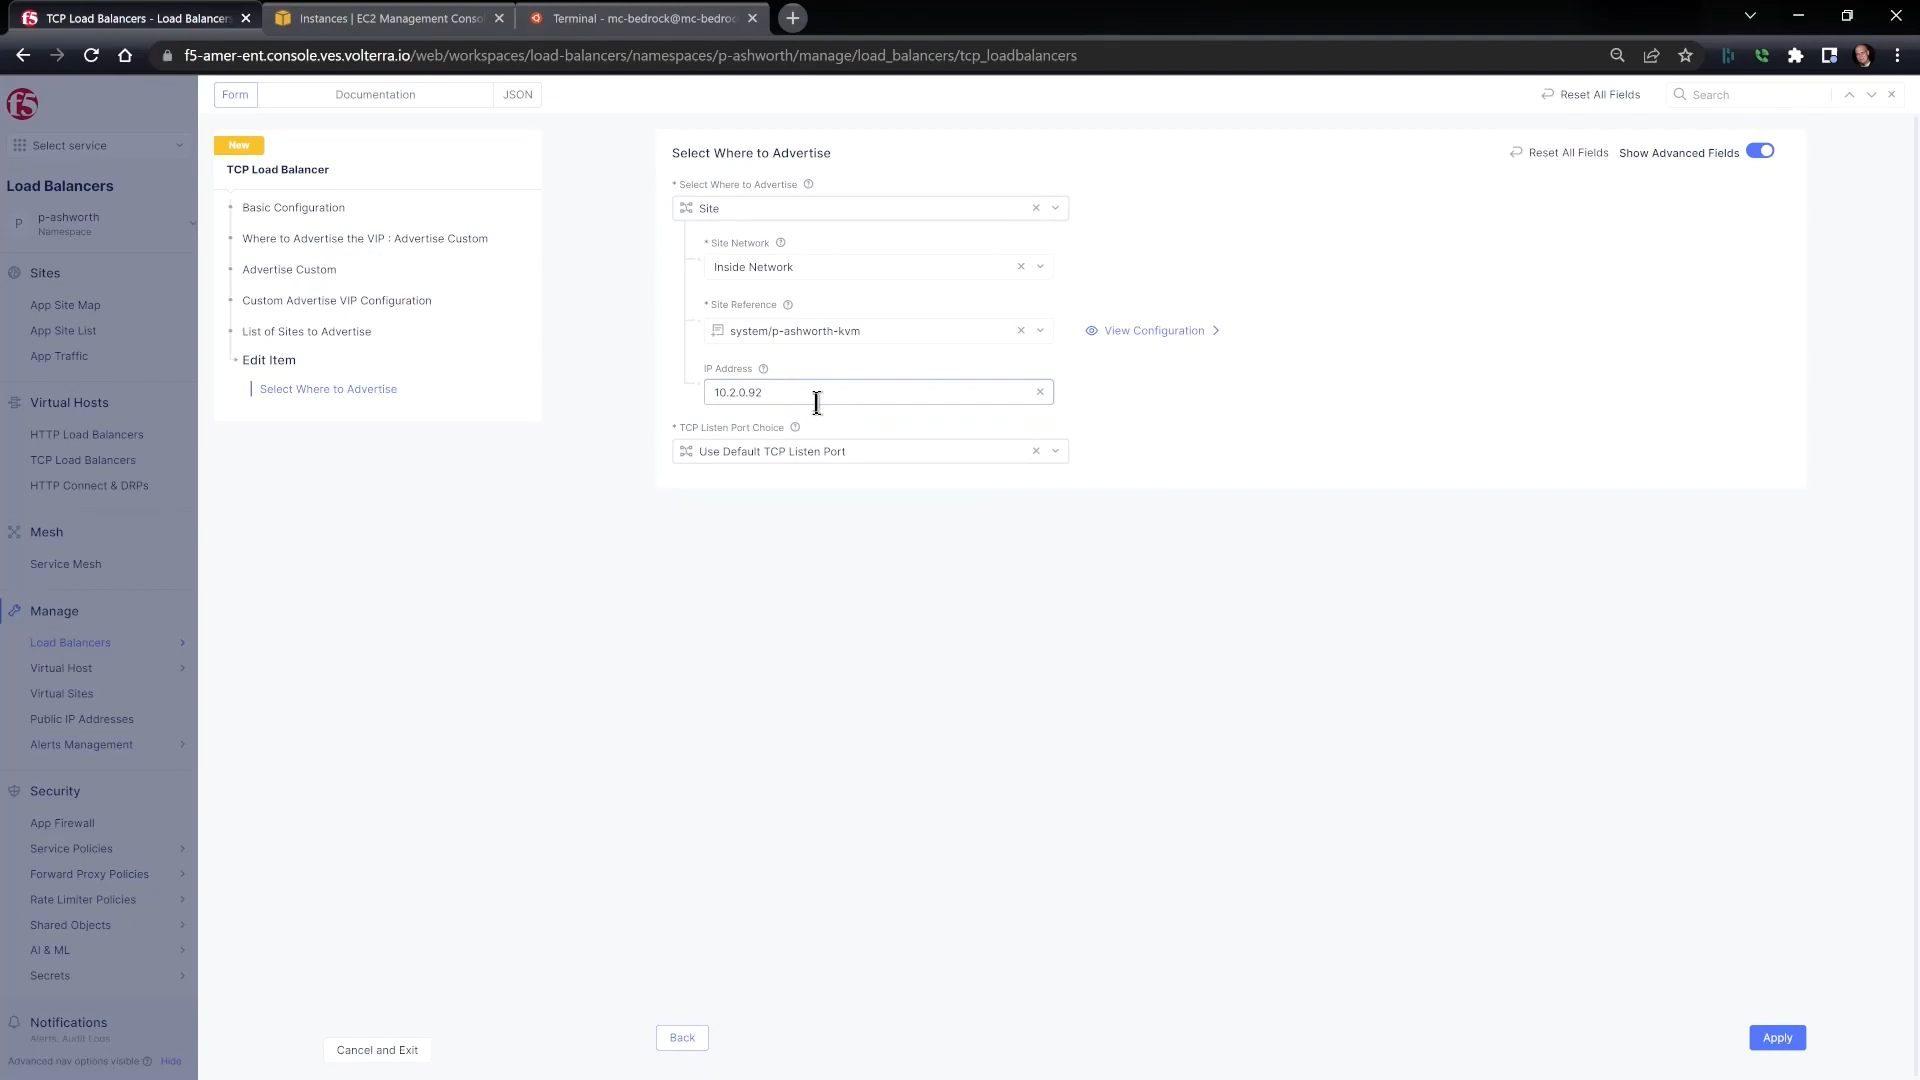 TCP Load Balancers - Load Balancers
Instances | EC2 Management Conso
Terminal - mc-bedrock@mc-bedroc
f5-amer-ent.console.ves.volterra.io/web/workspaces/load-balancers/namespaces/p-ashworth/manage/load_balancers/tcp_loadbalancers
f5
Form
Documentation
JSON
Reset All Fields
Search
Select service
Load Balancers
P
p-ashworth
Namespace
Sites
App Site Map
App Site List
App Traffic
Virtual Hosts
HTTP Load Balancers
TCP Load Balancers
HTTP Connect & DRPs
Mesh
Service Mesh
Manage
Load Balancers
Virtual Host
Virtual Sites
Public IP Addresses
Alerts Management
Security
App Firewall
Service Policies
Forward Proxy Policies
Rate Limiter Policies
Shared Objects
AI & ML
Secrets
Notifications
Alerts, Audit Logs
Advanced nav options visible Hide
New
TCP Load Balancer
Basic Configuration
Where to Advertise the VIP : Advertise Custom
Advertise Custom
Custom Advertise VIP Configuration
List of Sites to Advertise
Edit Item
Select Where to Advertise
Cancel and Exit
Select Where to Advertise
Reset All Fields
Show Advanced Fields
* Select Where to Advertise
Site
* Site Network
Inside Network
* Site Reference
system/p-ashworth-kvm
View Configuration
IP Address
10.2.0.92
* TCP Listen Port Choice
Use Default TCP Listen Port
Back
Apply